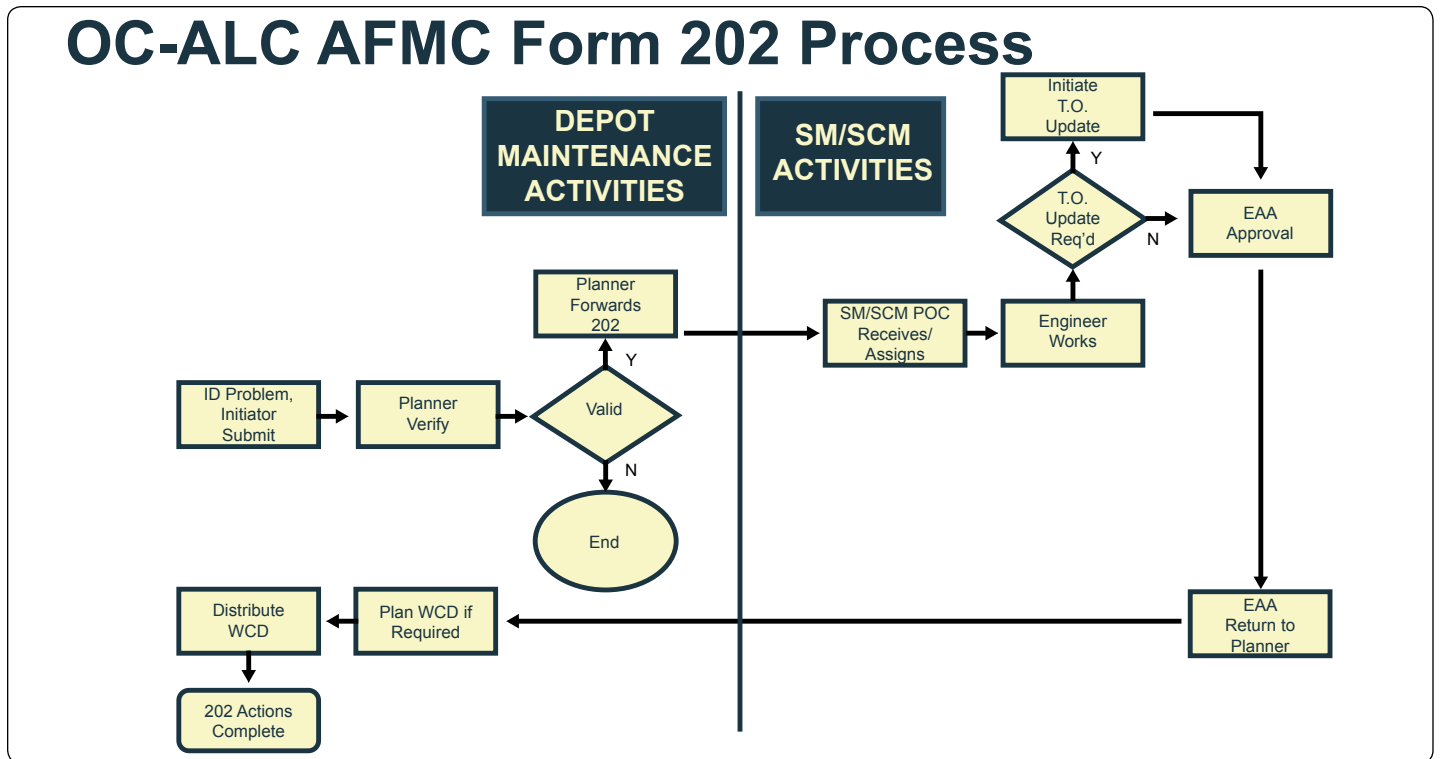 OC-ALC AFMC Form 202 Process
DEPOT
MAINTENANCE
ACTIVITIES
SM/SCM
ACTIVITIES
Initiate
T.O.
Update
Y
T.O.
Update
Req'd
N
EAA
Approval
Planner
Forwards
202
SM/SCM POC
Receives/
Assigns
Engineer
Works
Y
ID Problem,
Initiator
Submit
Planner
Verify
Valid
N
End
Distribute
WCD
Plan WCD if
Required
EAA
Return to
Planner
202 Actions
Complete